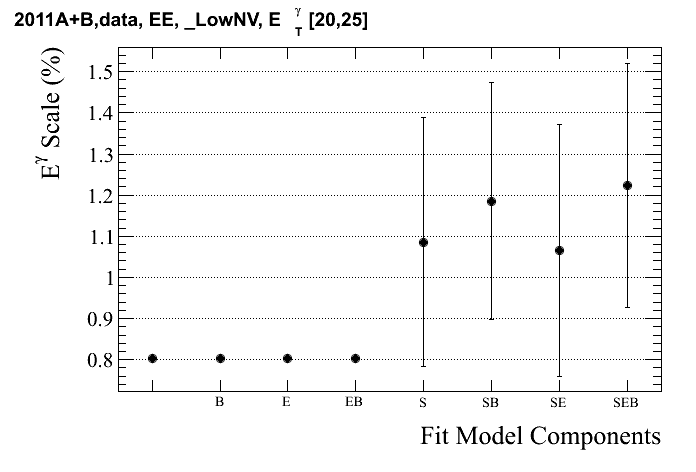 2011A+B,data, EE, _LowNV, E γ T [20,25]
Eγ Scale (%)
1.5
1.4
1.3
1.2
1.1
1
0.9
0.8
B E EB S SB SE SEB
Fit Model Components